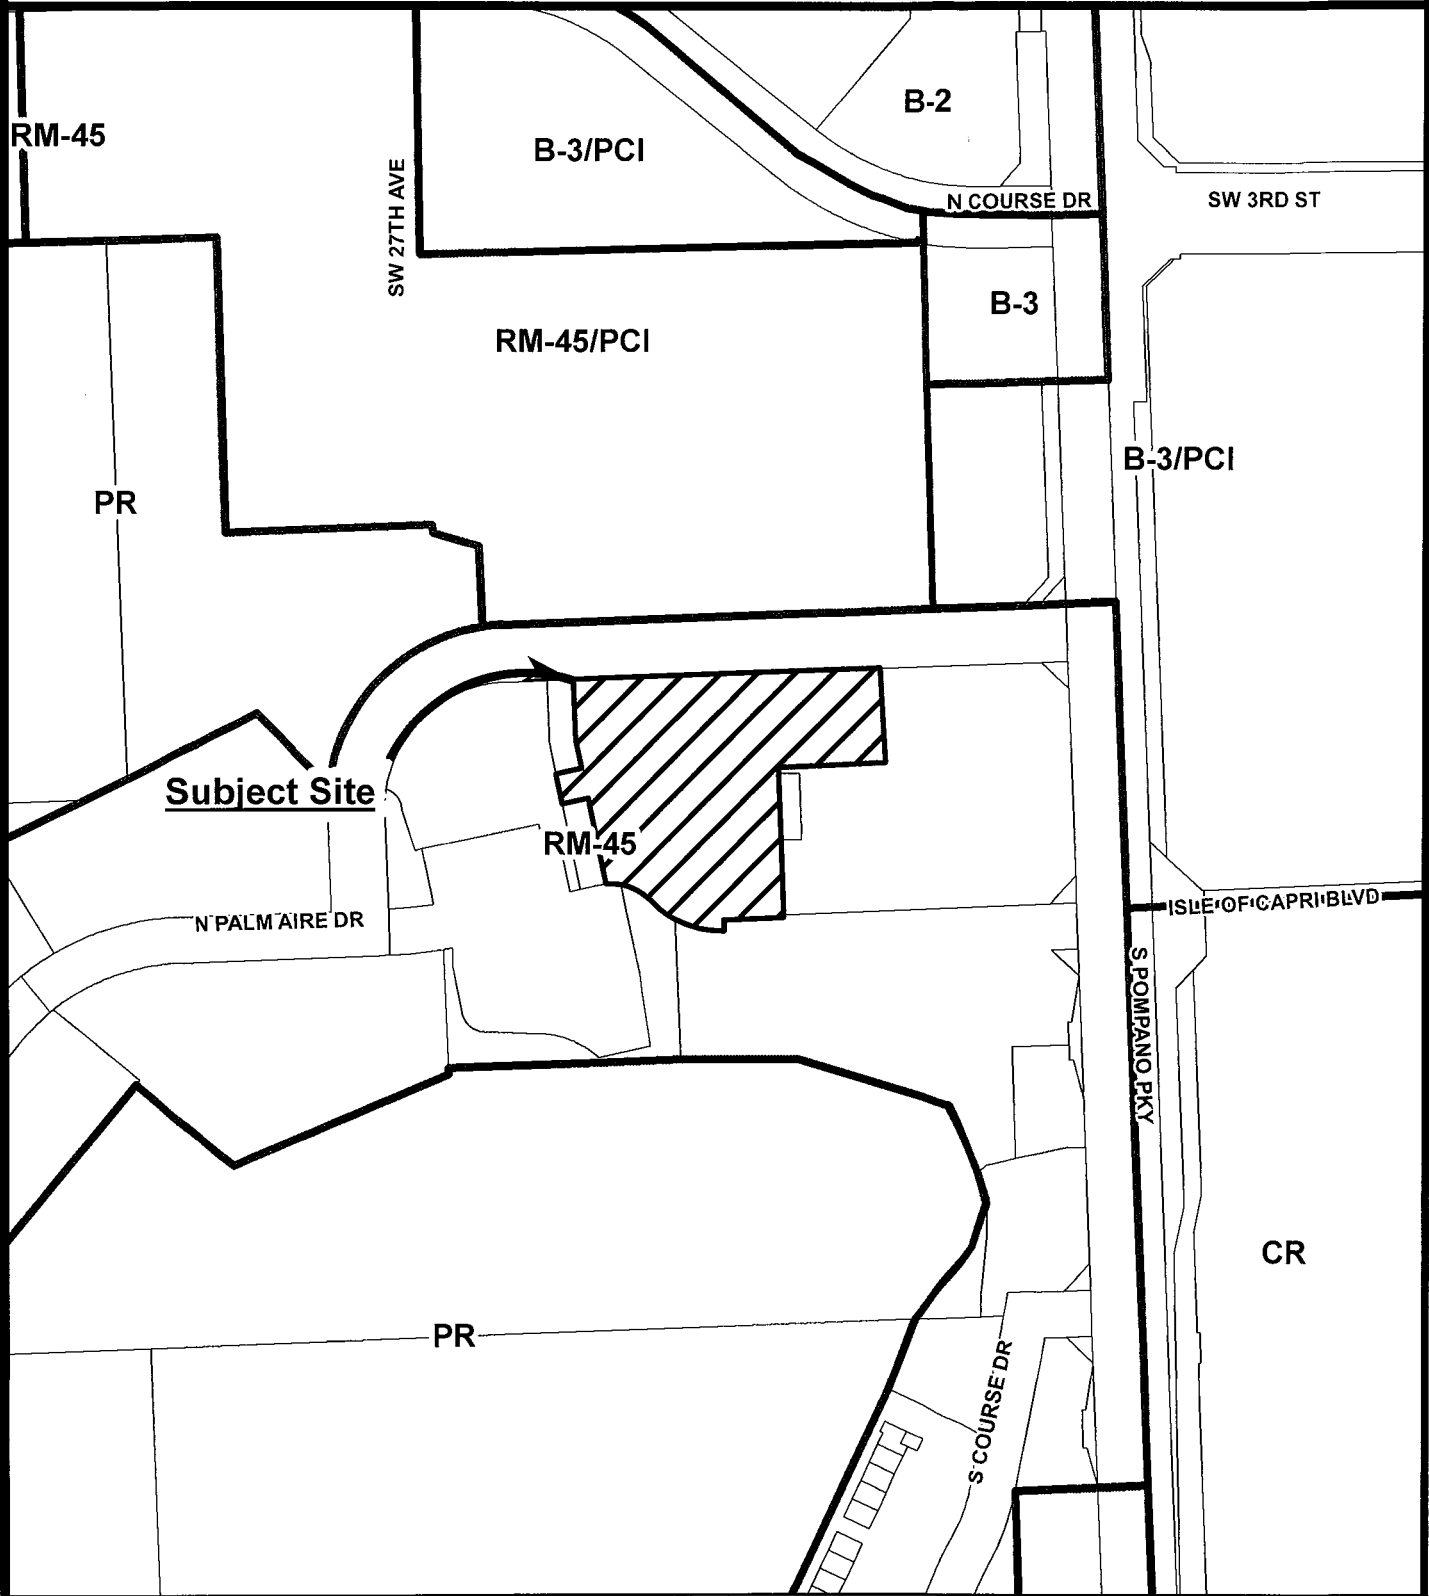 B-2
RM-45
B-3/PCI
SW 27TH AVE
N COURSE DR
SW 3RD ST
B-3
RM-45/PCI
B-3/PCI
PR
Subject Site
RM-45
ISLE OF CAPRI BLVD
N PALM AIRE DR
S POMPANO PKY
CR
PR
S COURSE DR